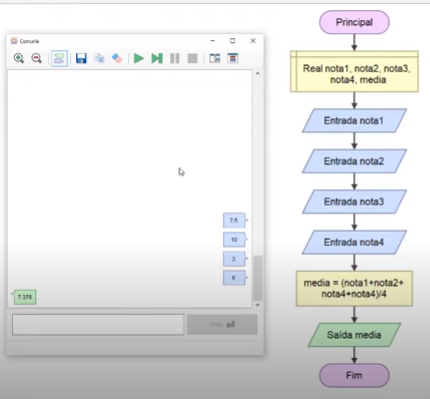 Console
7.5
10
3
6
7.375
Enter
Principal
Real nota1, nota2, nota3,
nota4, media
Entrada nota1
Entrada nota2
Entrada nota3
Entrada nota4
media = (nota1+nota2+
nota4+nota4)/4
Saída media
Fim